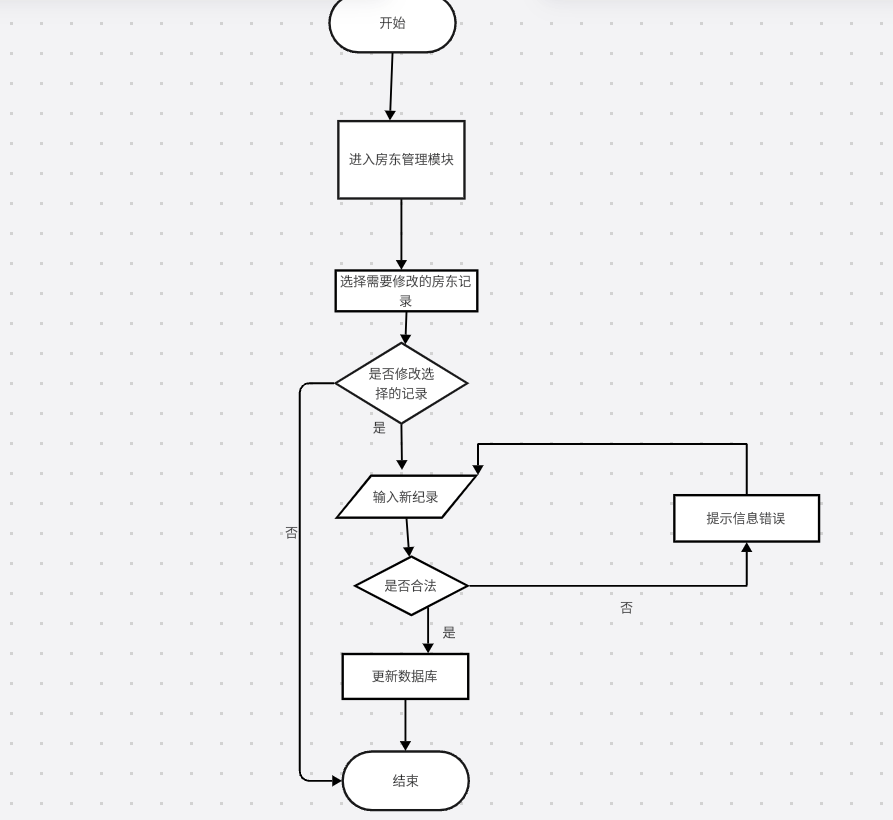 开始
进入房东管理模块
选择需要修改的房东记
录
是否修改选
择的记录
是
输入新纪录
提示信息错误
否
是否合法
否
是
更新数据库
结束